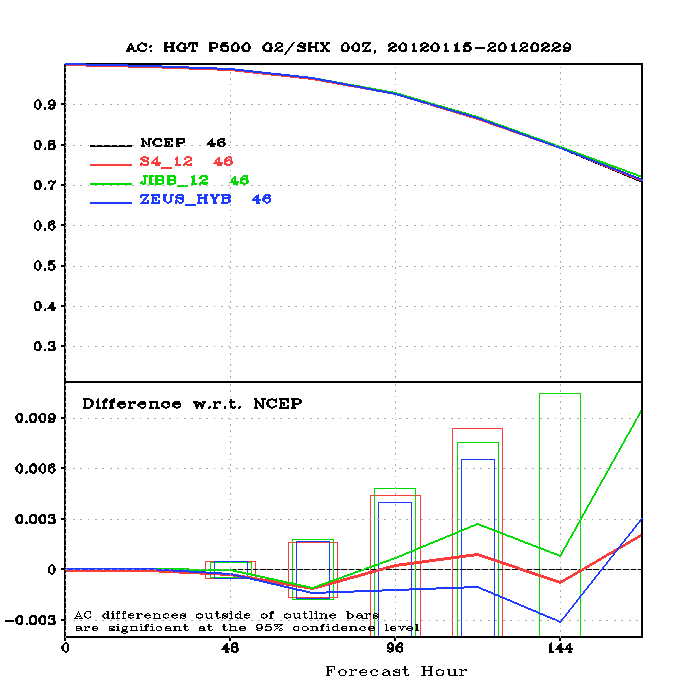 AC: HGT P500 G2/SHX 00Z, 20120115-20120229
0.9
0.8
0.7
0.6
0.5
0.4
0.3
NCEP 46
S4_12 46
JIBB_12 46
ZEUS_HYB 46
Difference w.r.t. NCEP
0.009
0.006
0.003
0
-0.003
AC differences outside of outline bars
are significant at the 95% confidence level
0 48 96 144
Forecast Hour